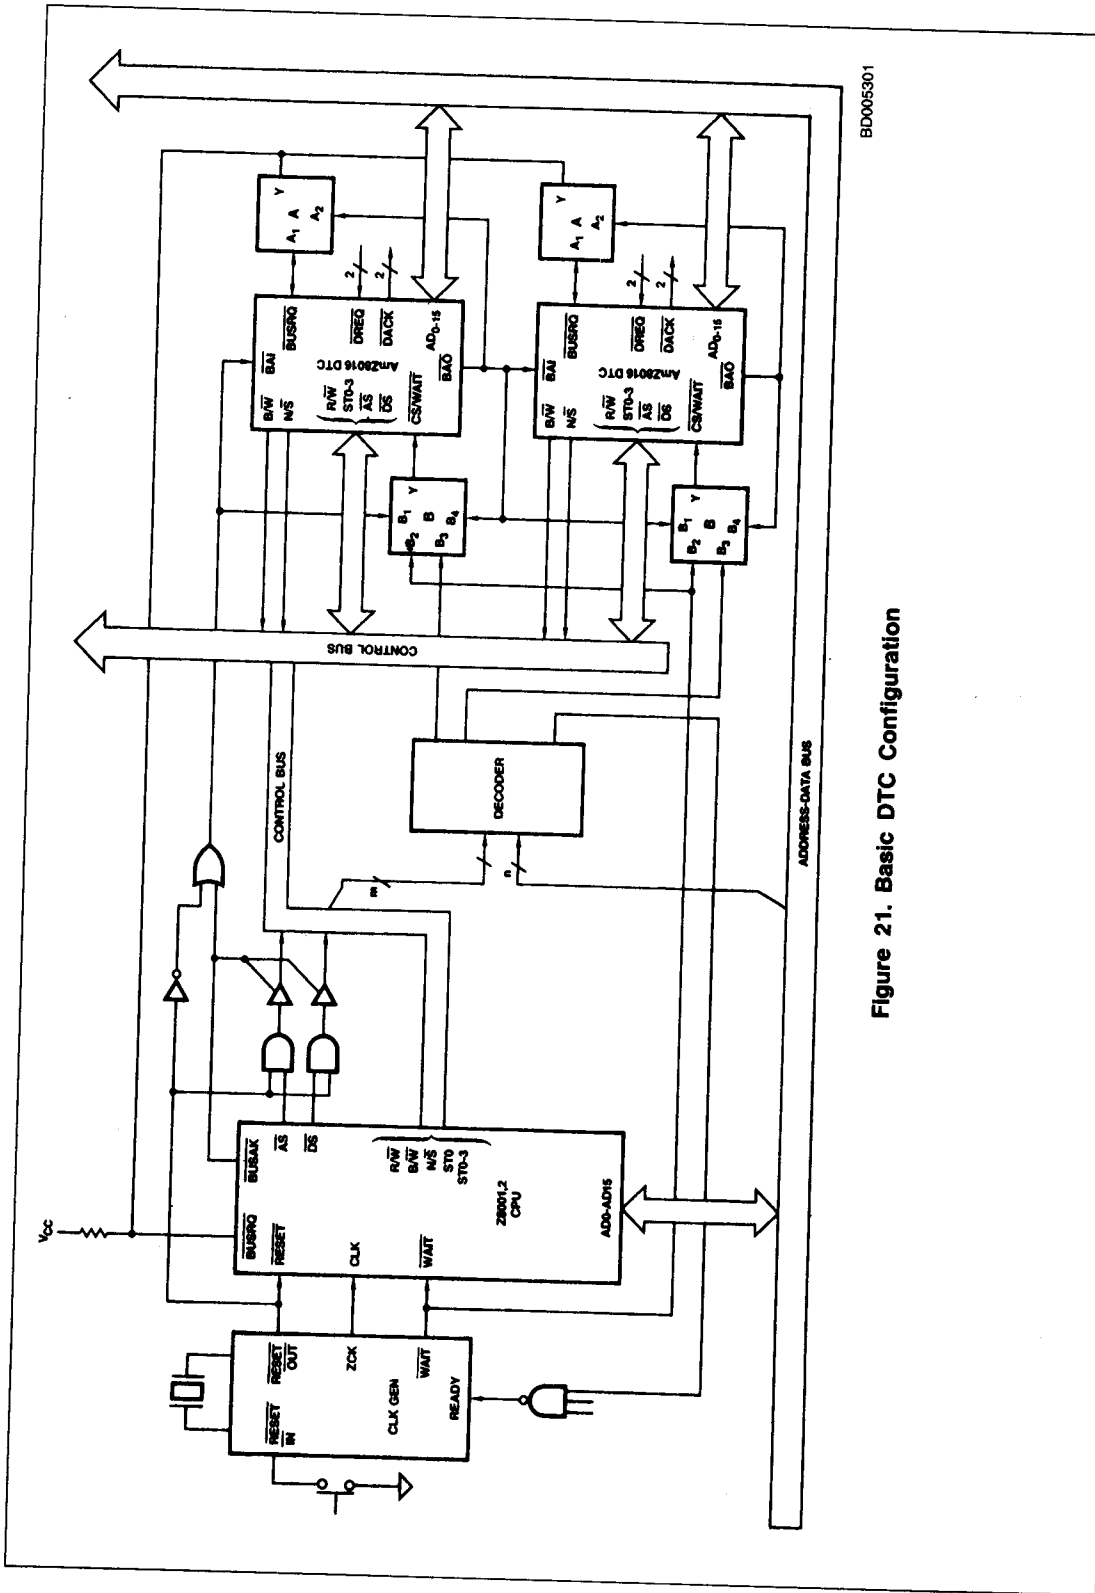 VCC
RESET
IN
RESET
OUT
ZCK
CLK GEN
WAIT
READY
BUSRQ
BUSAK
RESET
AS
DS
CLK
WAIT
R/W
B/W
N/S
ST0
ST0-3
Z8001,2
CPU
AD0-AD15
m
n
DECODER
CONTROL BUS
CONTROL BUS
B1
B2
B
B3
B4
Y
B/W
N/S
BAI
BUSRQ
R/W
ST0-3
AS
DS
AmZ8016 DTC
DREQ
DACK
CS/WAIT
BAO
AD0-15
2
2
A1
A
A2
Y
B1
B2
B
B3
B4
Y
B/W
N/S
BAI
BUSRQ
R/W
ST0-3
AS
DS
AmZ8016 DTC
DREQ
DACK
CS/WAIT
BAO
AD0-15
2
2
A1
A
A2
Y
ADDRESS-DATA BUS
BD005301
Figure 21. Basic DTC Configuration